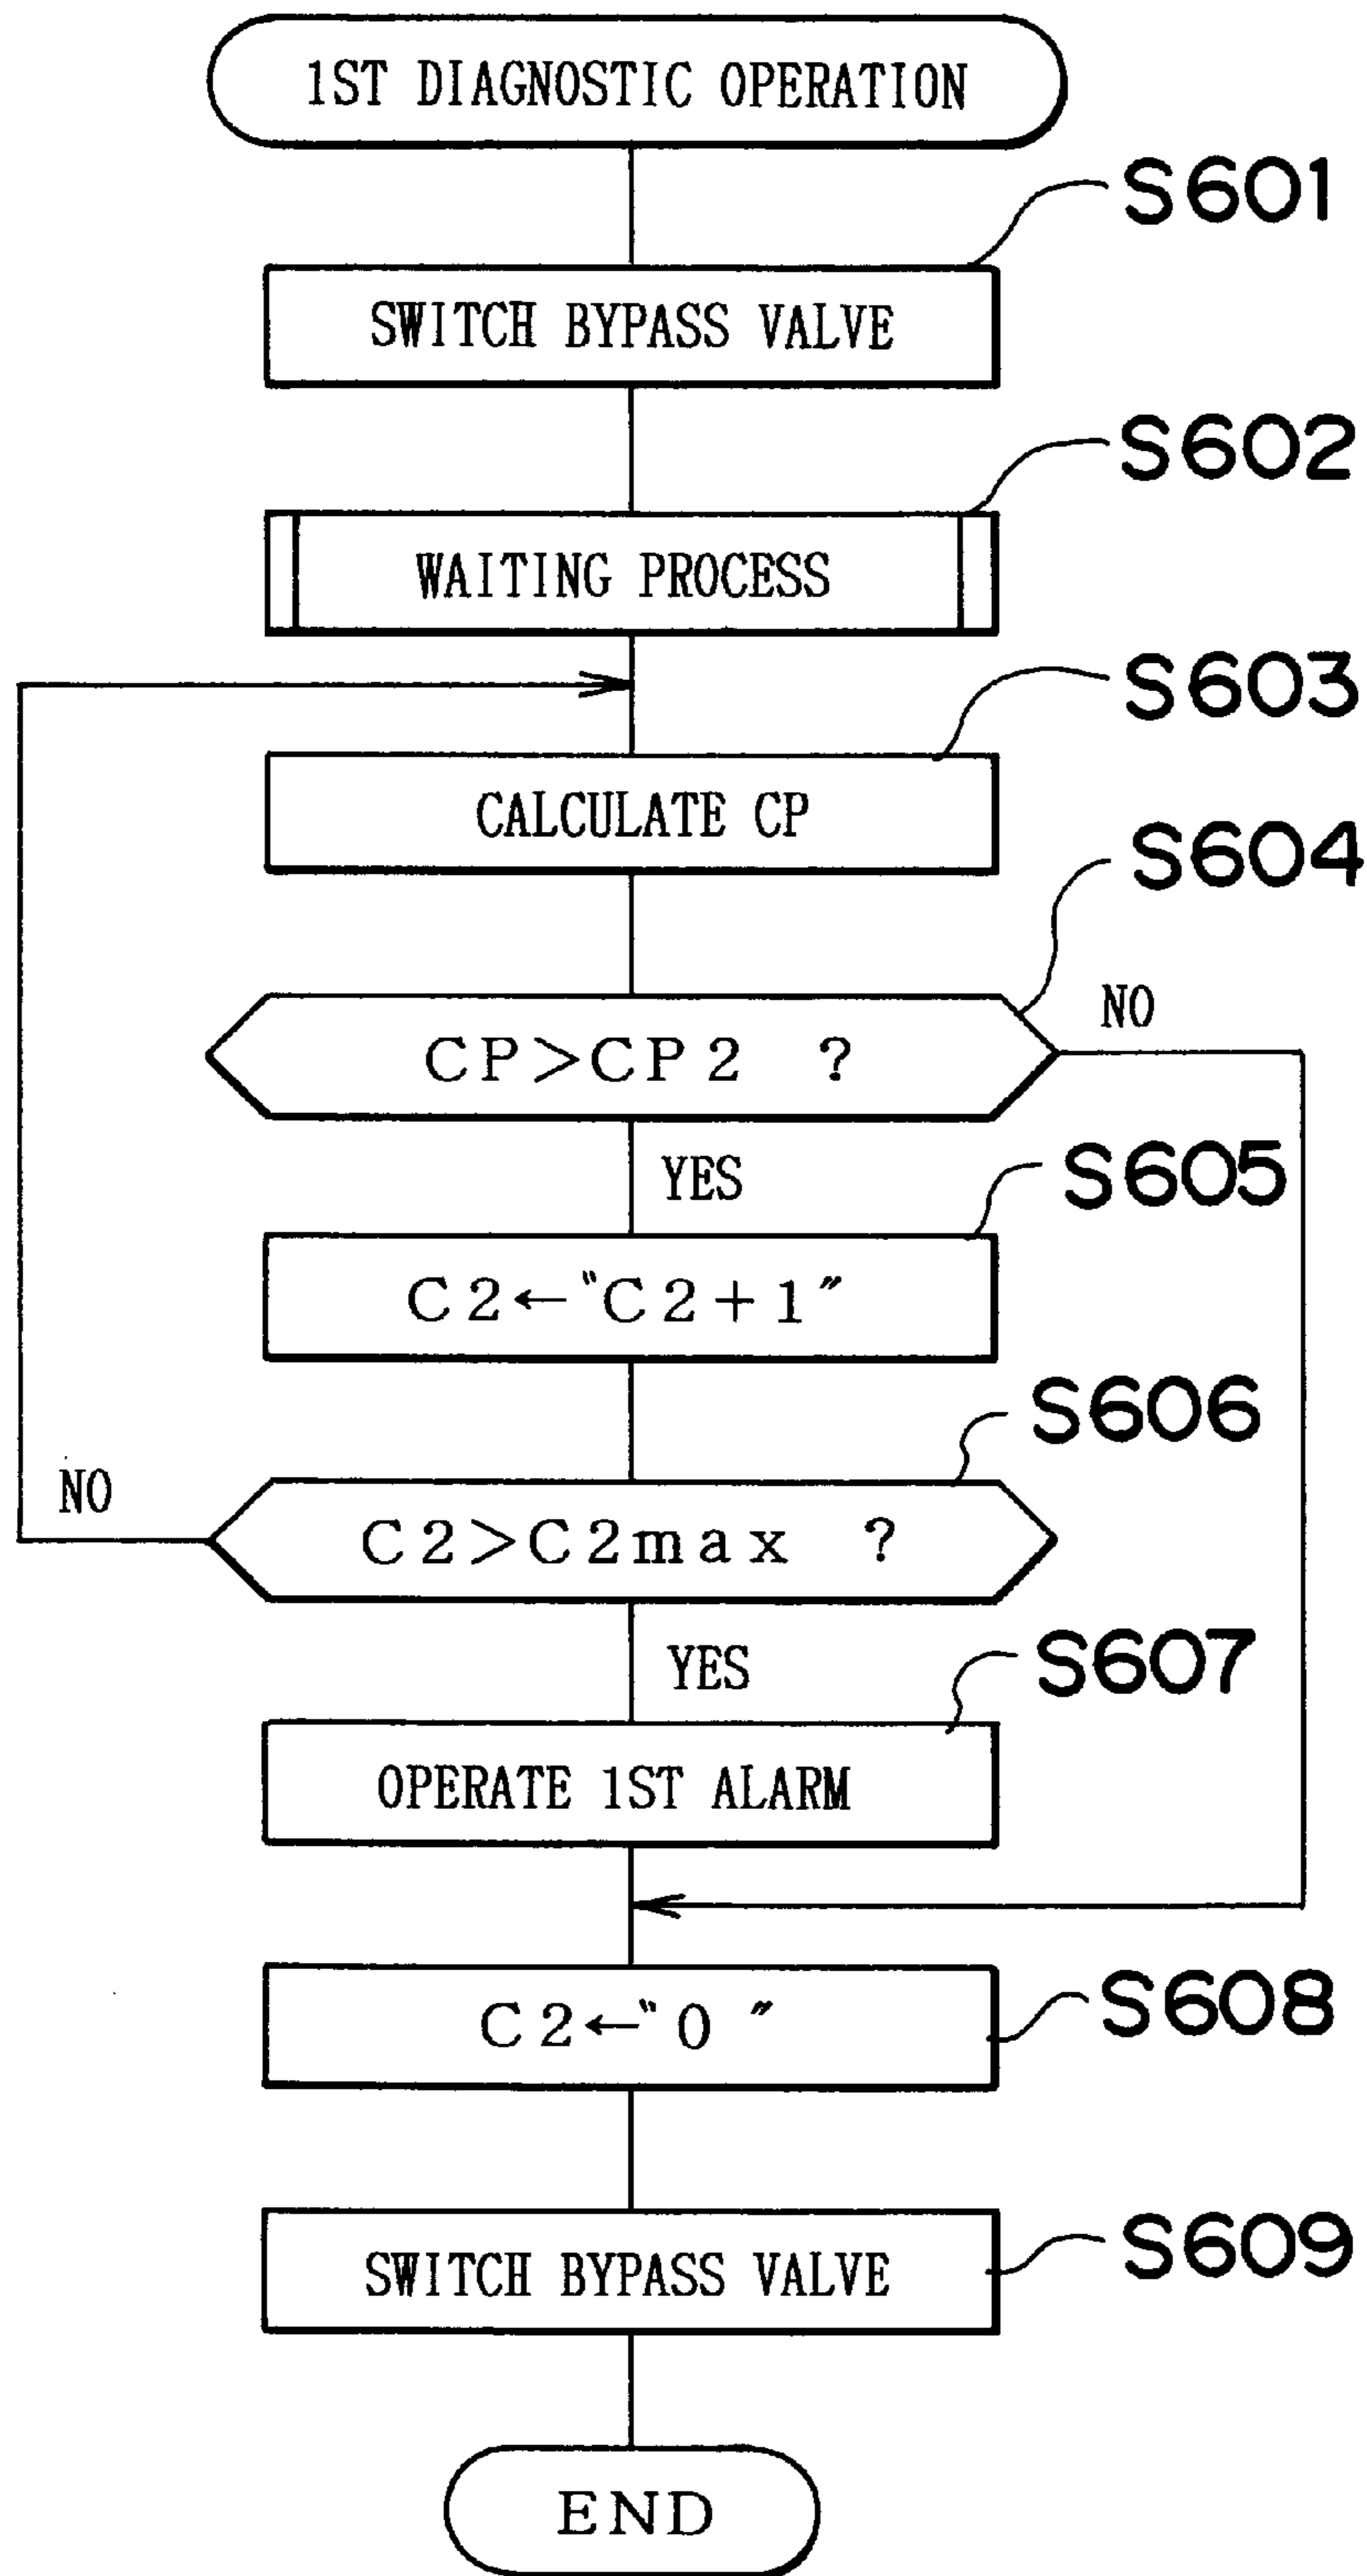 1ST DIAGNOSTIC OPERATION
S601
SWITCH BYPASS VALVE
S602
WAITING PROCESS
S603
CALCULATE CP
S604
CP>CP2 ?
NO
YES
S605
C2←"C2+1"
S606
NO
C2>C2max ?
YES
S607
OPERATE 1ST ALARM
C2←"0 "
S608
SWITCH BYPASS VALVE
S609
END